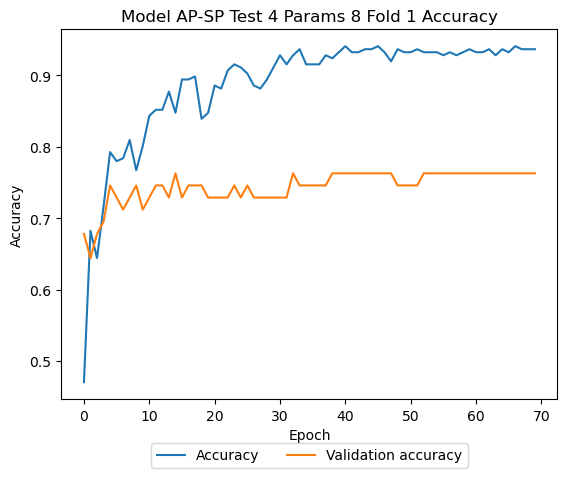 Model AP-SP Test 4 Params 8 Fold 1 Accuracy
Accuracy
0.9
0.8
0.7
0.6
0.5
0 10 20 30 40 50 60 70
Epoch
Accuracy Validation accuracy